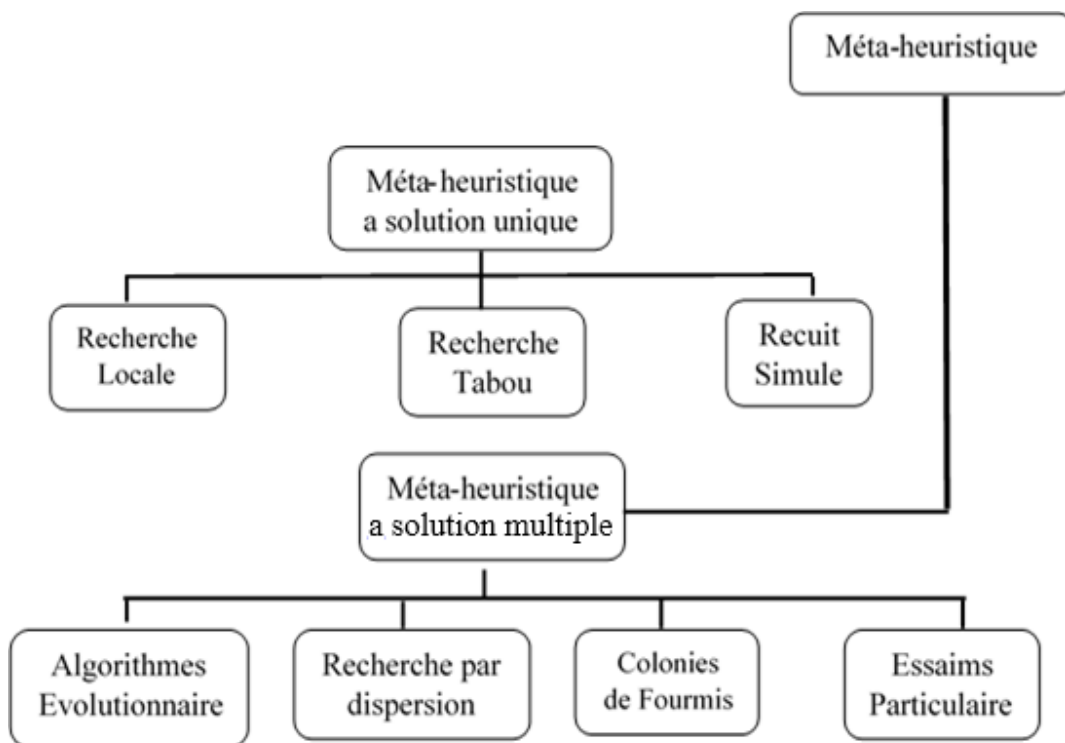 Méta-heuristique
Méta-heuristique
a solution unique
Recherche
Locale
Recherche
Tabou
Recuit
Simule
Méta-heuristique
a solution multiple
Algorithmes
Evolutionnaire
Recherche par
dispersion
Colonies
de Fourmis
Essaims
Particulaire